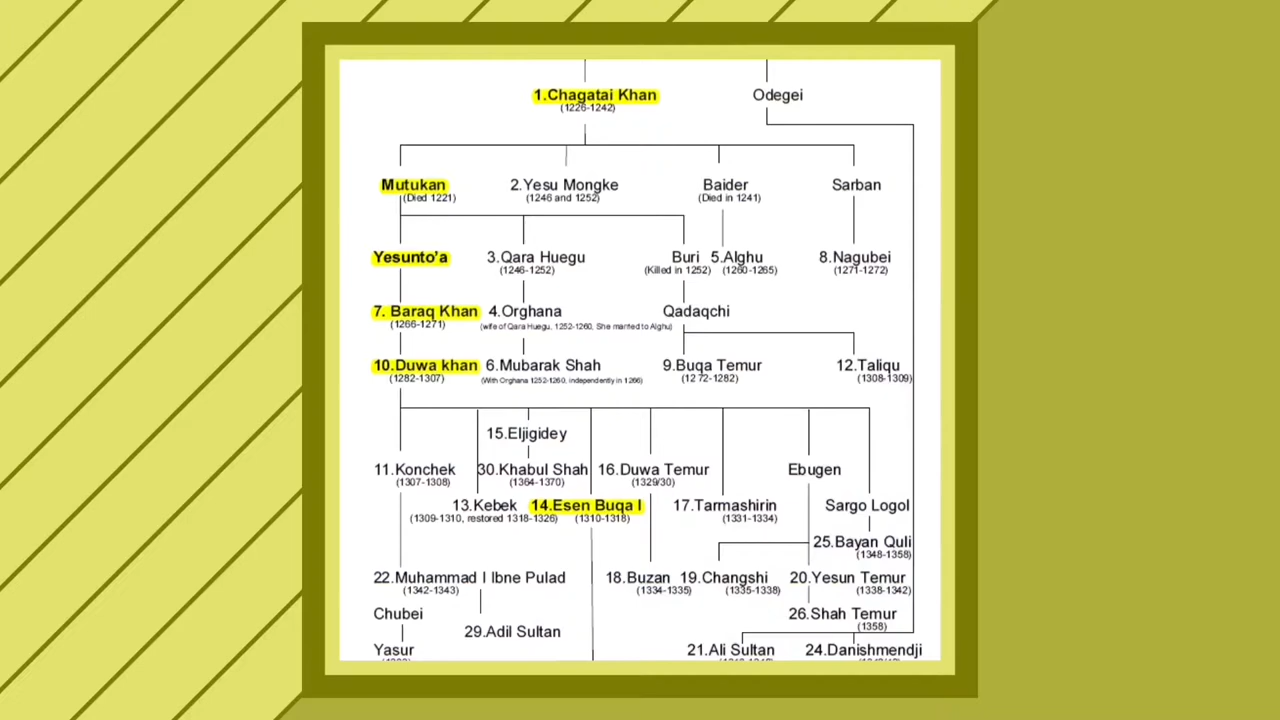 1.Chagatai Khan Odegei
(1226-1242)
Mutukan 2.Yesu Mongke Baider Sarban
(Died 1221) (1246 and 1252) (Died in 1241)
Yesunto'a 3.Qara Huegu Buri 5.Alghu 8.Nagubei
(1246-1252) (Killed in 1252) (1260-1265) (1271-1272)
7. Baraq Khan 4.Orghana Qadaqchi
(1266-1271) (wife of Qara Huegu, 1252-1260, She married to Alghu)
10.Duwa khan 6.Mubarak Shah 9.Buqa Temur 12.Taliqu
(1282-1307) (With Orghana 1252-1260, independently in 1266) (1272-1282) (1308-1309)
15.Eljigidey
11.Konchek 30.Khabul Shah 16.Duwa Temur Ebugen
(1307-1308) (1364-1370) (1329/30)
13.Kebek 14.Esen Buqa I 17.Tarmashirin Sargo Logol
(1309-1310, restored 1318-1326) (1310-1318) (1331-1334)
25.Bayan Quli
(1348-1358)
22.Muhammad I Ibne Pulad 18.Buzan 19.Changshi 20.Yesun Temur
(1342-1343) (1334-1335) (1335-1338) (1338-1342)
Chubei 26.Shah Temur
(1358)
29.Adil Sultan
Yasur 21.Ali Sultan 24.Danishmendji